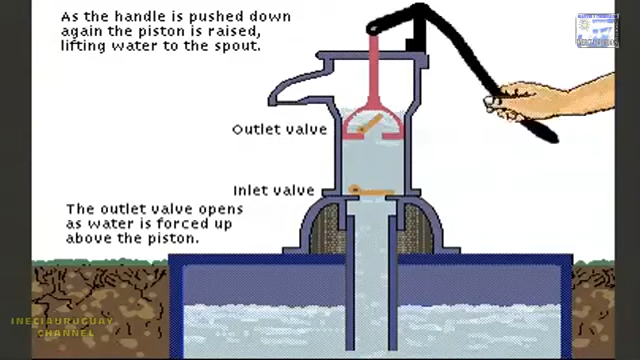 As the handle is pushed down
again the piston is raised,
lifting water to the spout.
Outlet valve
Inlet valve
The outlet valve opens
as water is forced up
above the piston.
INECIAURUGUAY
CHANNEL